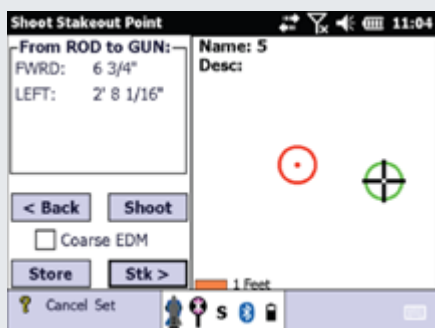 Shoot Stakeout Point 11:04
From ROD to GUN:
FWRD: 6 3/4"
LEFT: 2' 8 1/16"
Name: 5
Desc:
< Back Shoot
Coarse EDM
Store Stk >
1 Feet
? Cancel Set
S